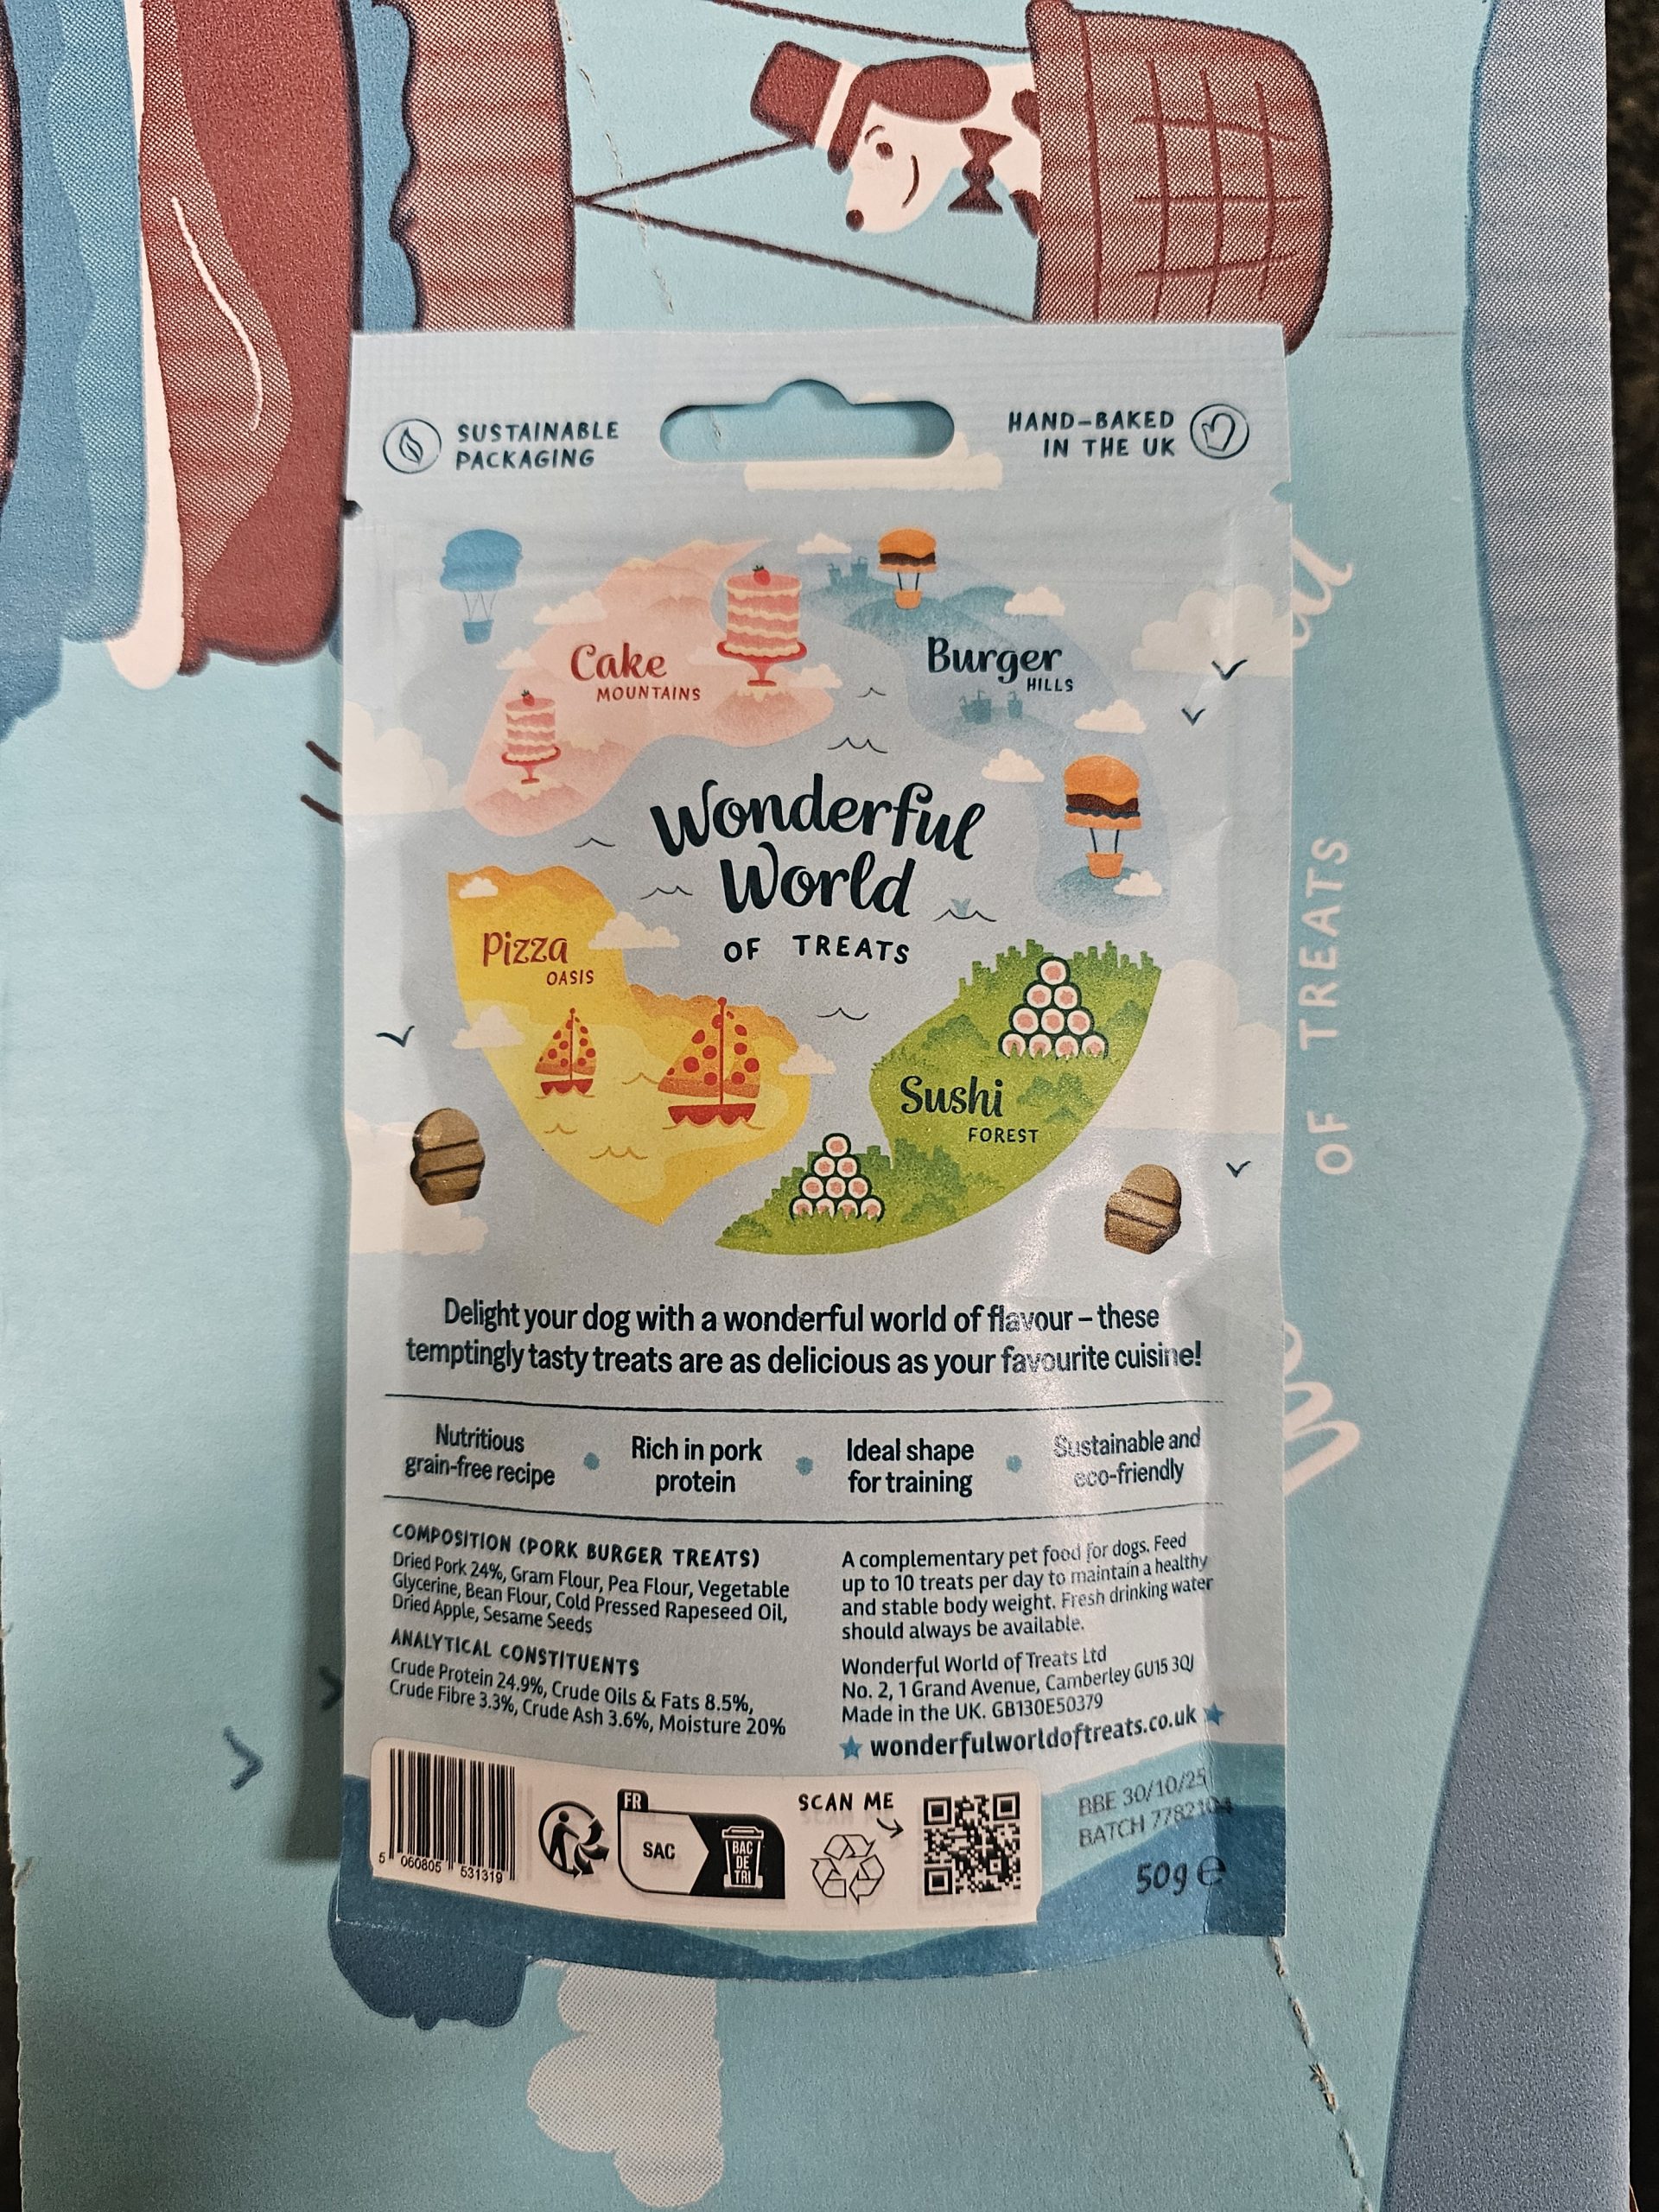 SUSTAINABLE
PACKAGING
HAND-BAKED
IN THE UK
Cake
MOUNTAINS
Burger
HILLS
Wonderful
World
OF TREATS
Pizza
OASIS
Sushi
FOREST
Delight your dog with a wonderful world of flavour – these
temptingly tasty treats are as delicious as your favourite cuisine!
Nutritious
grain-free recipe
Rich in pork
protein
Ideal shape
for training
Sustainable and
eco-friendly
COMPOSITION (PORK BURGER TREATS)
Dried Pork 24%, Gram Flour, Pea Flour, Vegetable
Glycerine, Bean Flour, Cold Pressed Rapeseed Oil,
Dried Apple, Sesame Seeds
ANALYTICAL CONSTITUENTS
Crude Protein 24.9%, Crude Oils & Fats 8.5%,
Crude Fibre 3.3%, Crude Ash 3.6%, Moisture 20%
A complementary pet food for dogs. Feed
up to 10 treats per day to maintain a healthy
and stable body weight. Fresh drinking water
should always be available.
Wonderful World of Treats Ltd
No. 2, 1 Grand Avenue, Camberley GU15 3QJ
Made in the UK. GB130E50379
wonderfulworldoftreats.co.uk
5 060805 531319
FR
SAC
BAC
DE
TRI
SCAN ME
BBE 30/10/25
BATCH 7782104
50g e
OF TREATS